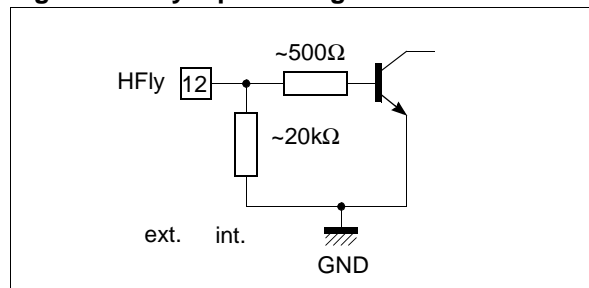 ~500Ω
HFly 12
~20kΩ
ext. int.
GND